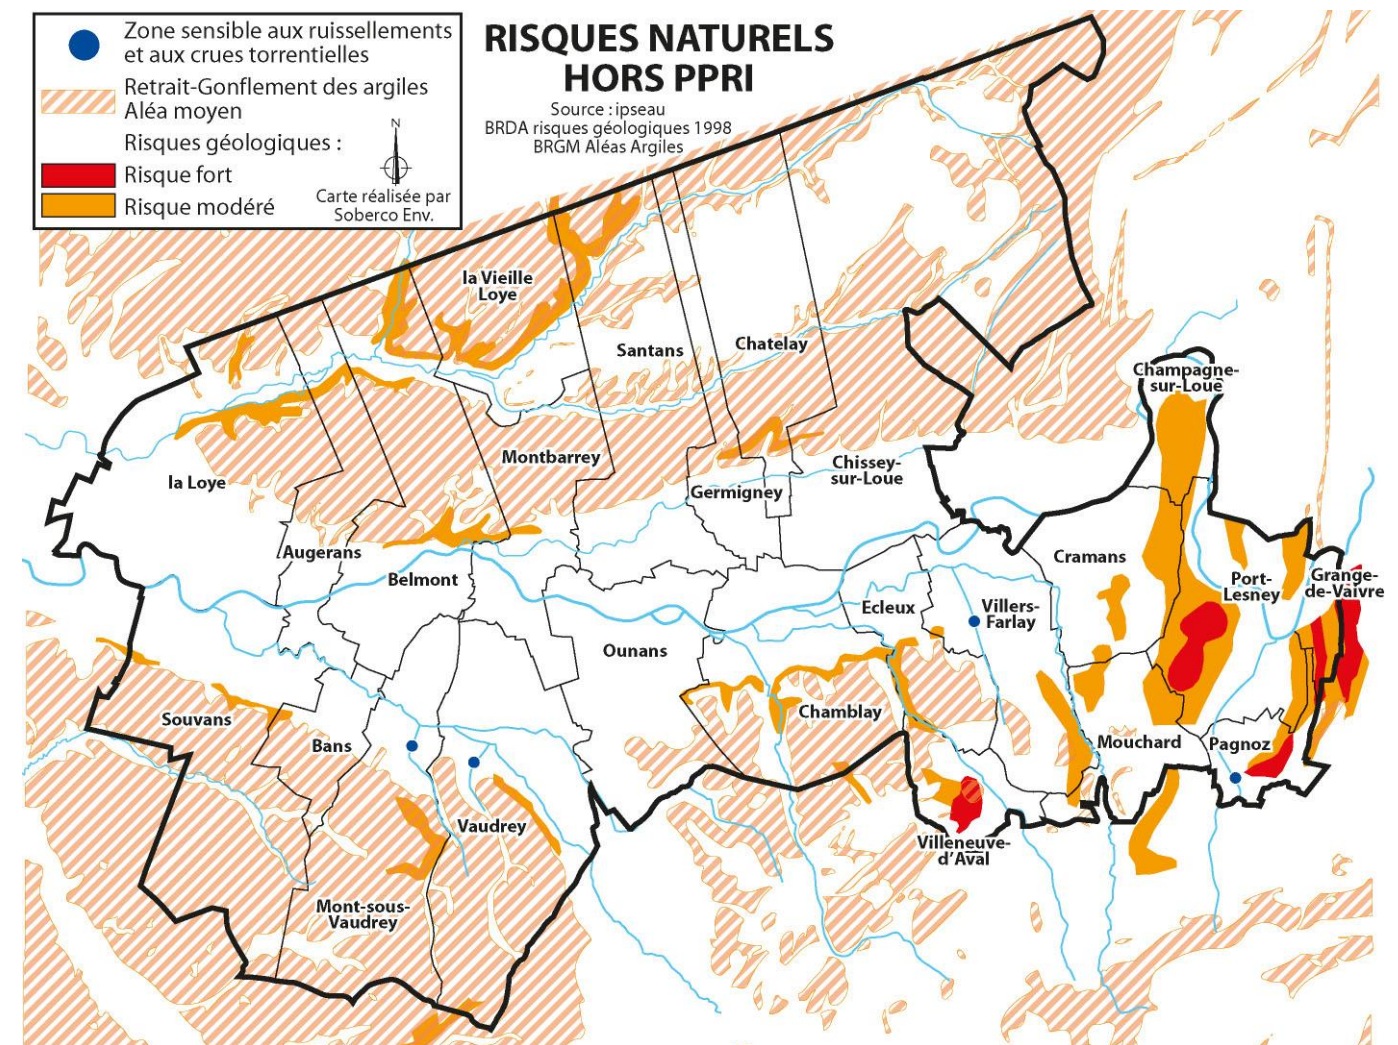 Zone sensible aux ruissellements
et aux crues torrentielles
Retrait-Gonflement des argiles
Aléa moyen
Risques géologiques :
Risque fort
Risque modéré
N
Carte réalisée par
Soberco Env.
RISQUES NATURELS
HORS PPRI
Source : ipseau
BRDA risques géologiques 1998
BRGM Aléas Argiles
la Vieille
Loye
Santans
Chatelay
Champagne-
sur-Loue
Montbarrey
la Loye
Chissey-
sur-Loue
Germigney
Augerans
Belmont
Cramans
Port-
Lesney
Grange-
de-Vaivre
Ecleux
Villers-
Farlay
Ounans
Souvans
Bans
Chamblay
Mouchard
Pagnoz
Vaudrey
Villeneuve-
d'Aval
Mont-sous-
Vaudrey